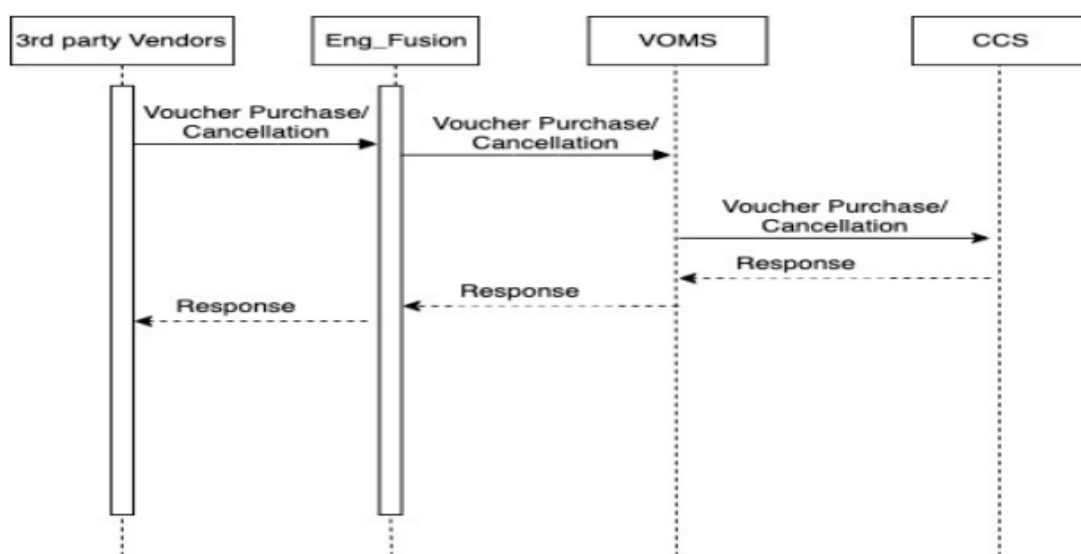 3rd party Vendors
Eng_Fusion
VOMS
CCS
Voucher Purchase/
Cancellation
Voucher Purchase/
Cancellation
Voucher Purchase/
Cancellation
Response
Response
Response